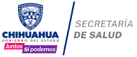 CHIHUAHUA
GOBIERNO DEL ESTADO
Juntos sí podemos
SECRETARÍA
DE SALUD